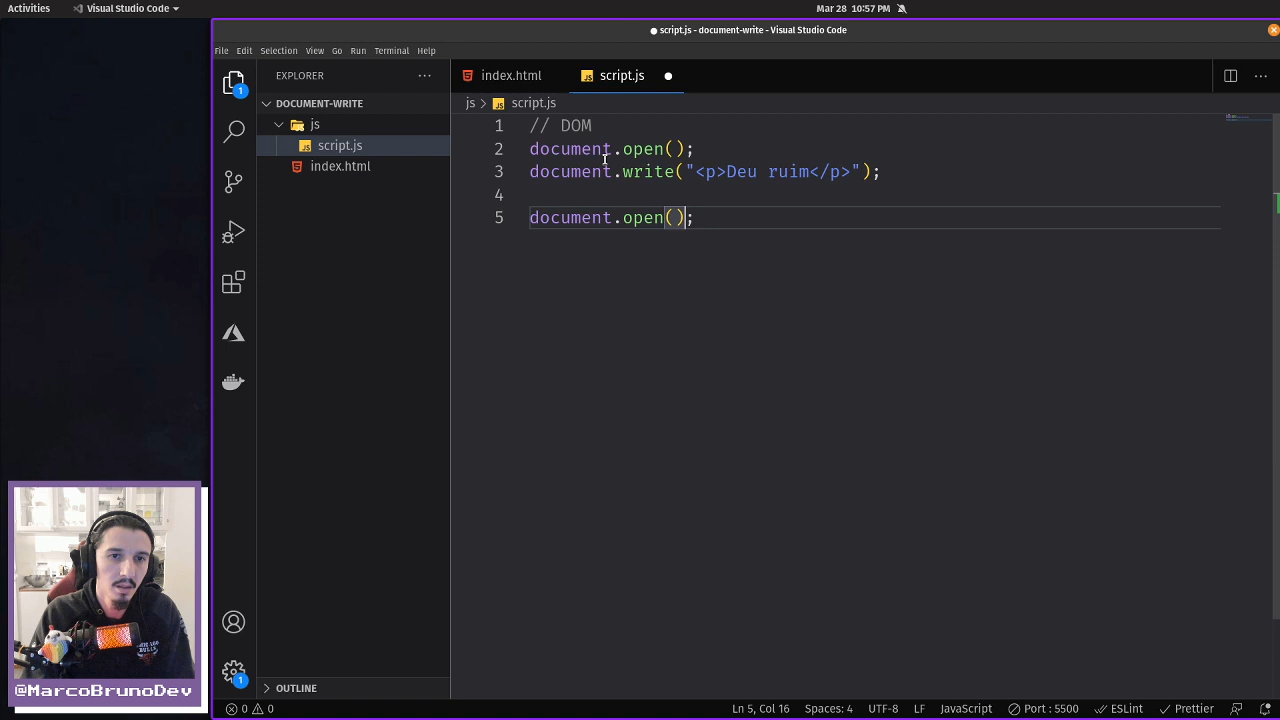 Activities
Visual Studio Code
Mar 28 10:57 PM
script.js - document-write - Visual Studio Code
File Edit Selection View Go Run Terminal Help
EXPLORER
index.html
script.js
DOCUMENT-WRITE
js
script.js
index.html
js > script.js
1 // DOM
2 document.open();
3 document.write("<p>Deu ruim</p>");
4
5 document.open();
1
1
OUTLINE
@MarcoBrunoDev
0 0
Ln 5, Col 16
Spaces: 4
UTF-8
LF
JavaScript
Port : 5500
ESLint
Prettier